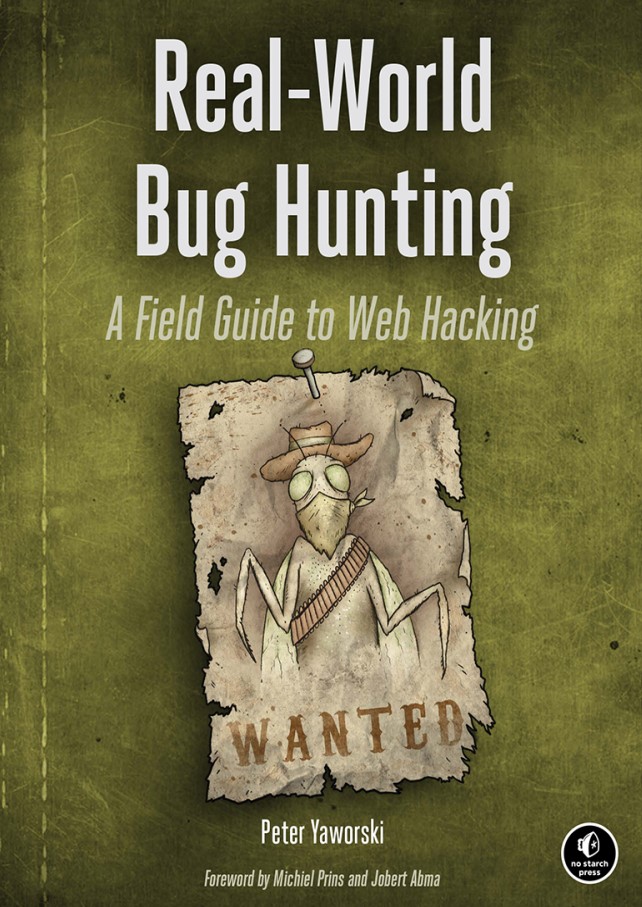 Real-World
Bug Hunting
A Field Guide to Web Hacking
WANTED
Peter Yaworski
Foreword by Michiel Prins and Jobert Abma
no starch
press